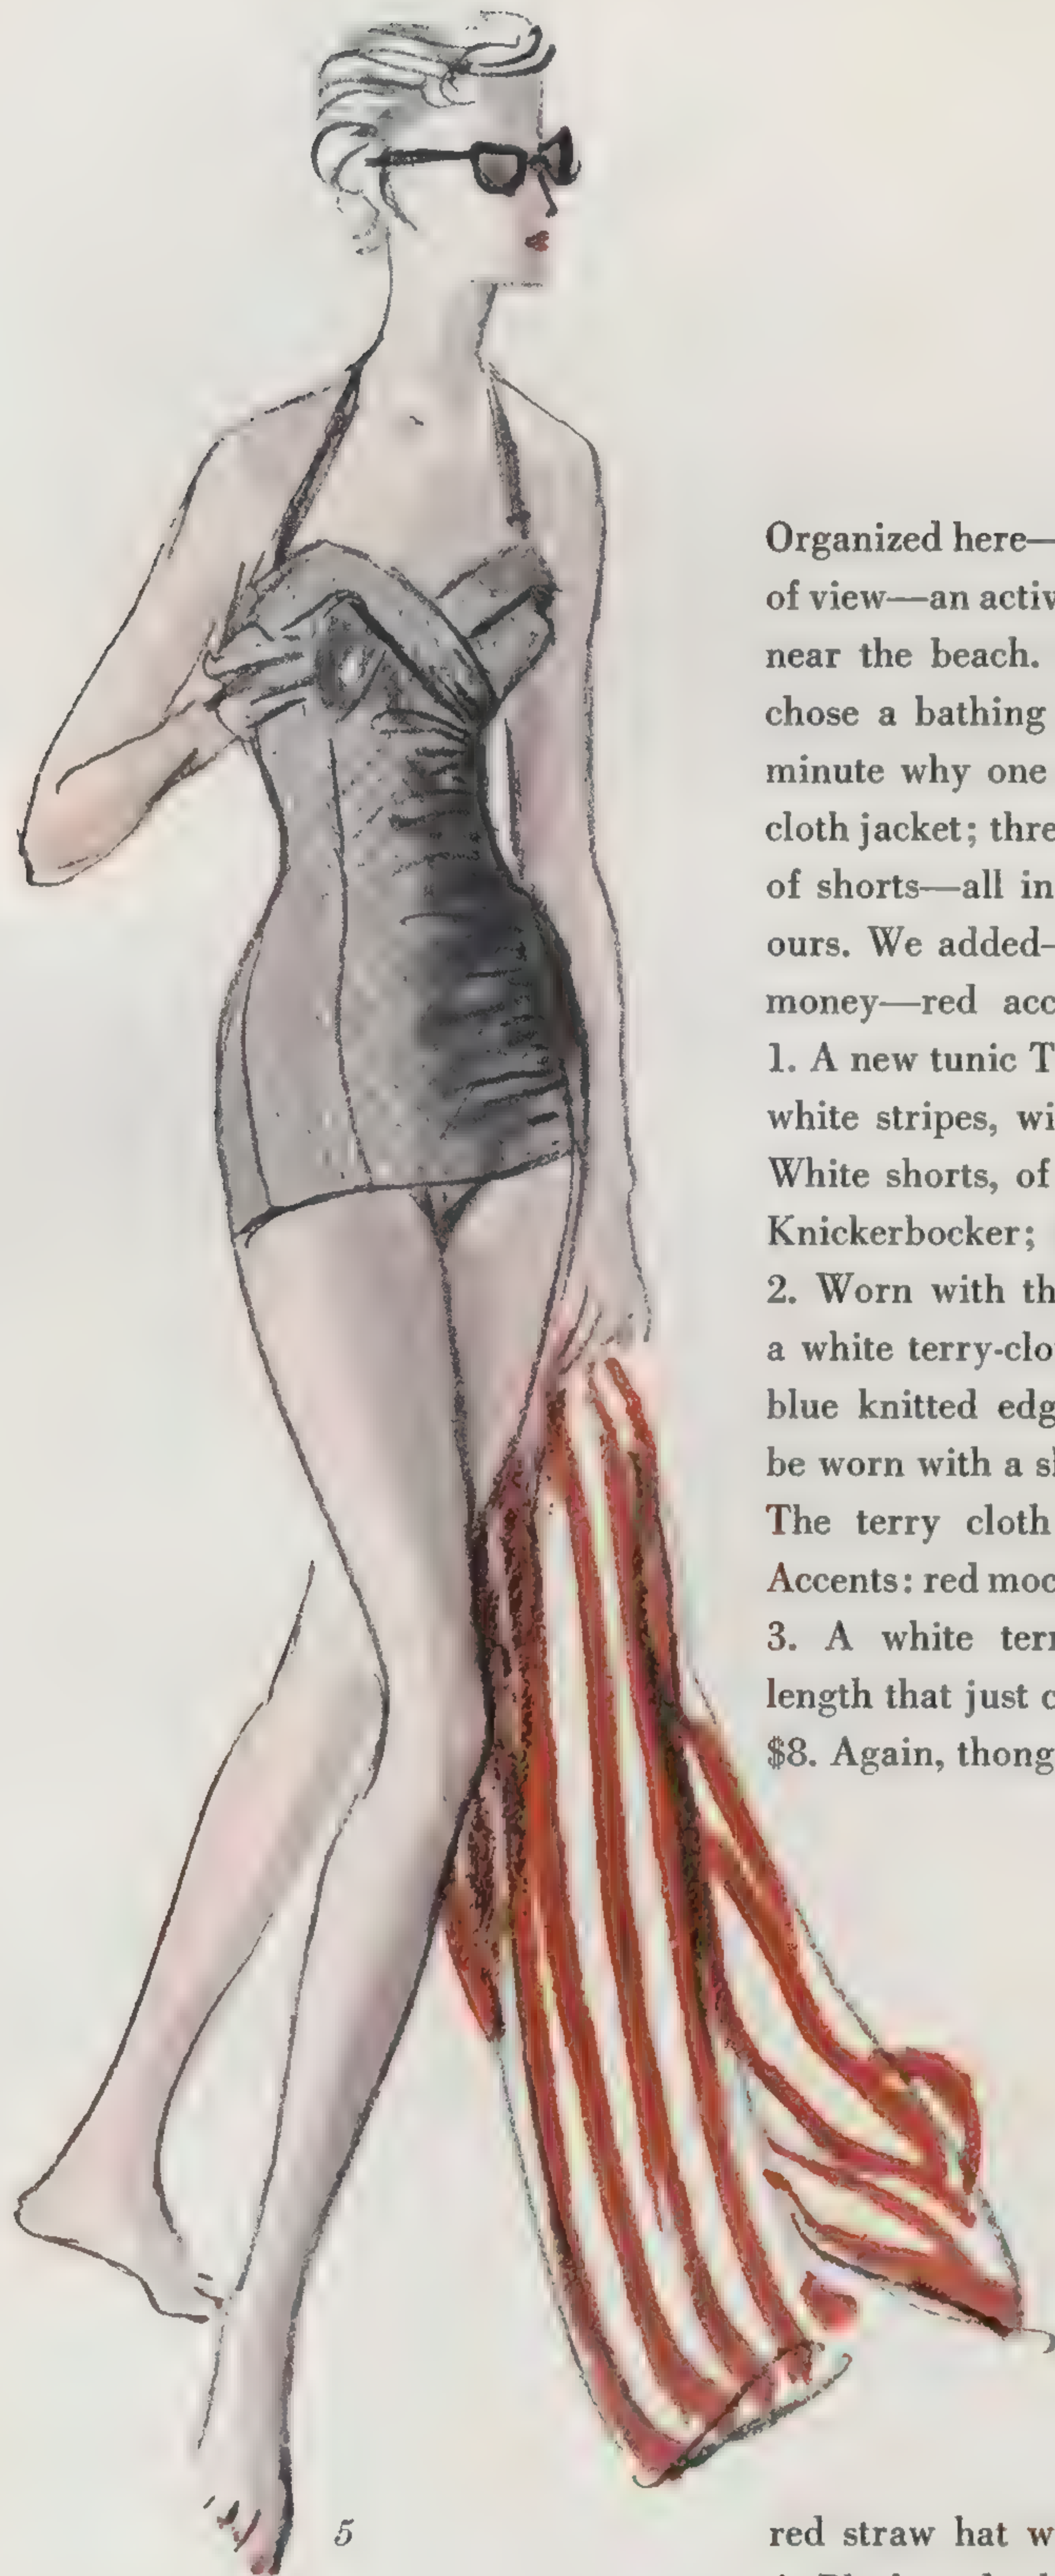 Organized here—
of view—an activ
near the beach.
chose a bathing
minute why one
cloth jacket; thre
of shorts—all in
ours. We added—
money—red acc
1. A new tunic T
white stripes, wi
White shorts, of
Knickerbocker;
2. Worn with th
a white terry-clo
blue knitted edg
be worn with a sl
The terry cloth
Accents: red moc
3. A white terr
length that just c
$8. Again, thong
5
red straw hat w